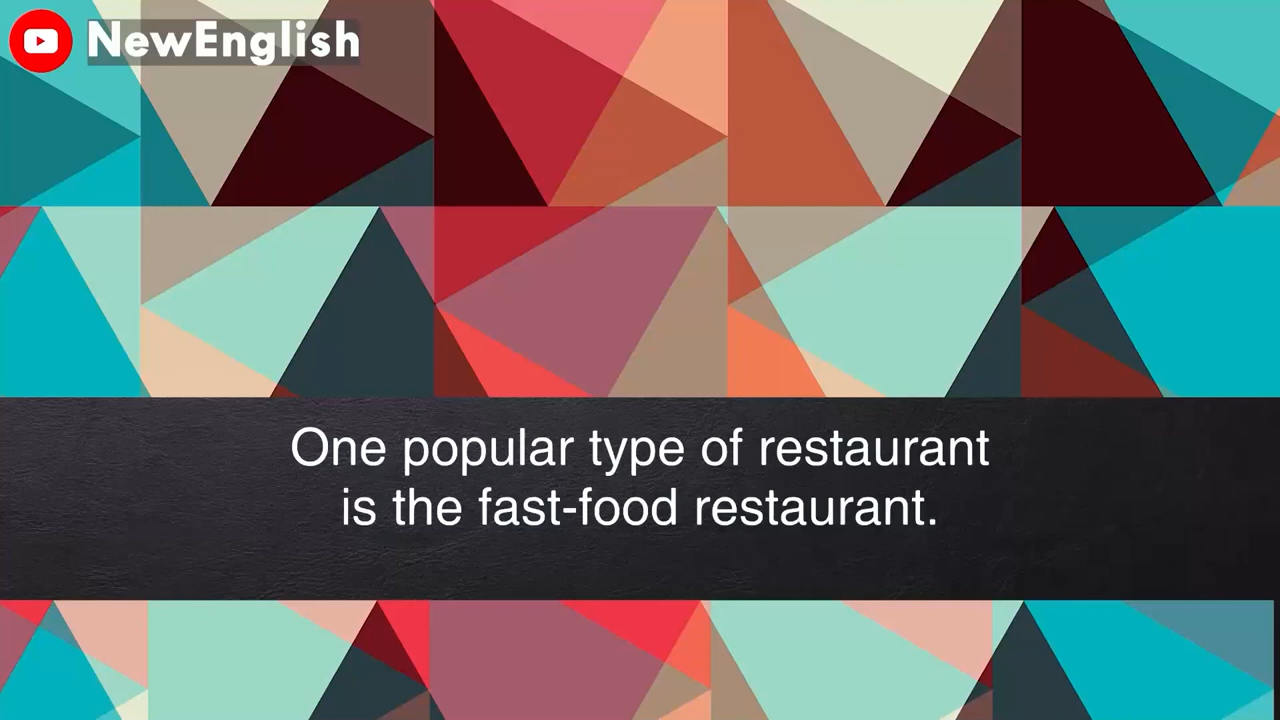 NewEnglish
One popular type of restaurant
is the fast-food restaurant.